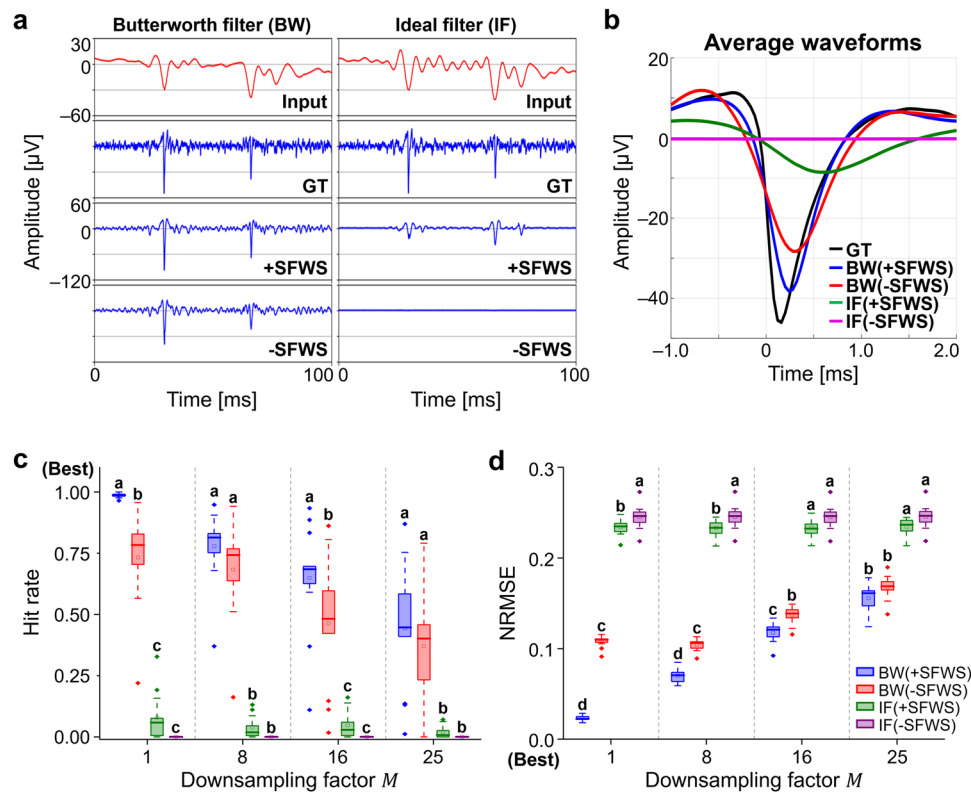 a
Butterworth filter (BW)
Ideal filter (IF)
30
0
−60
Input
Input
GT
GT
60
0
−120
+SFWS
+SFWS
-SFWS
-SFWS
Amplitude [µV]
0
100
0
100
Time [ms]
Time [ms]
b
Average waveforms
20
0
−20
−40
Amplitude [µV]
GT
BW(+SFWS)
BW(-SFWS)
IF(+SFWS)
IF(-SFWS)
−1.0
0
1.0
2.0
Time [ms]
c
(Best)
1.00
0.75
0.50
0.25
0.00
Hit rate
a
b
c
c
a
a
b
b
a
b
c
c
a
a
b
b
1
8
16
25
Downsampling factor M
d
0.3
0.2
0.1
0.00
(Best)
NRMSE
d
c
b
a
d
c
b
a
c
b
a
a
b
b
a
a
BW(+SFWS)
BW(-SFWS)
IF(+SFWS)
IF(-SFWS)
1
8
16
25
Downsampling factor M